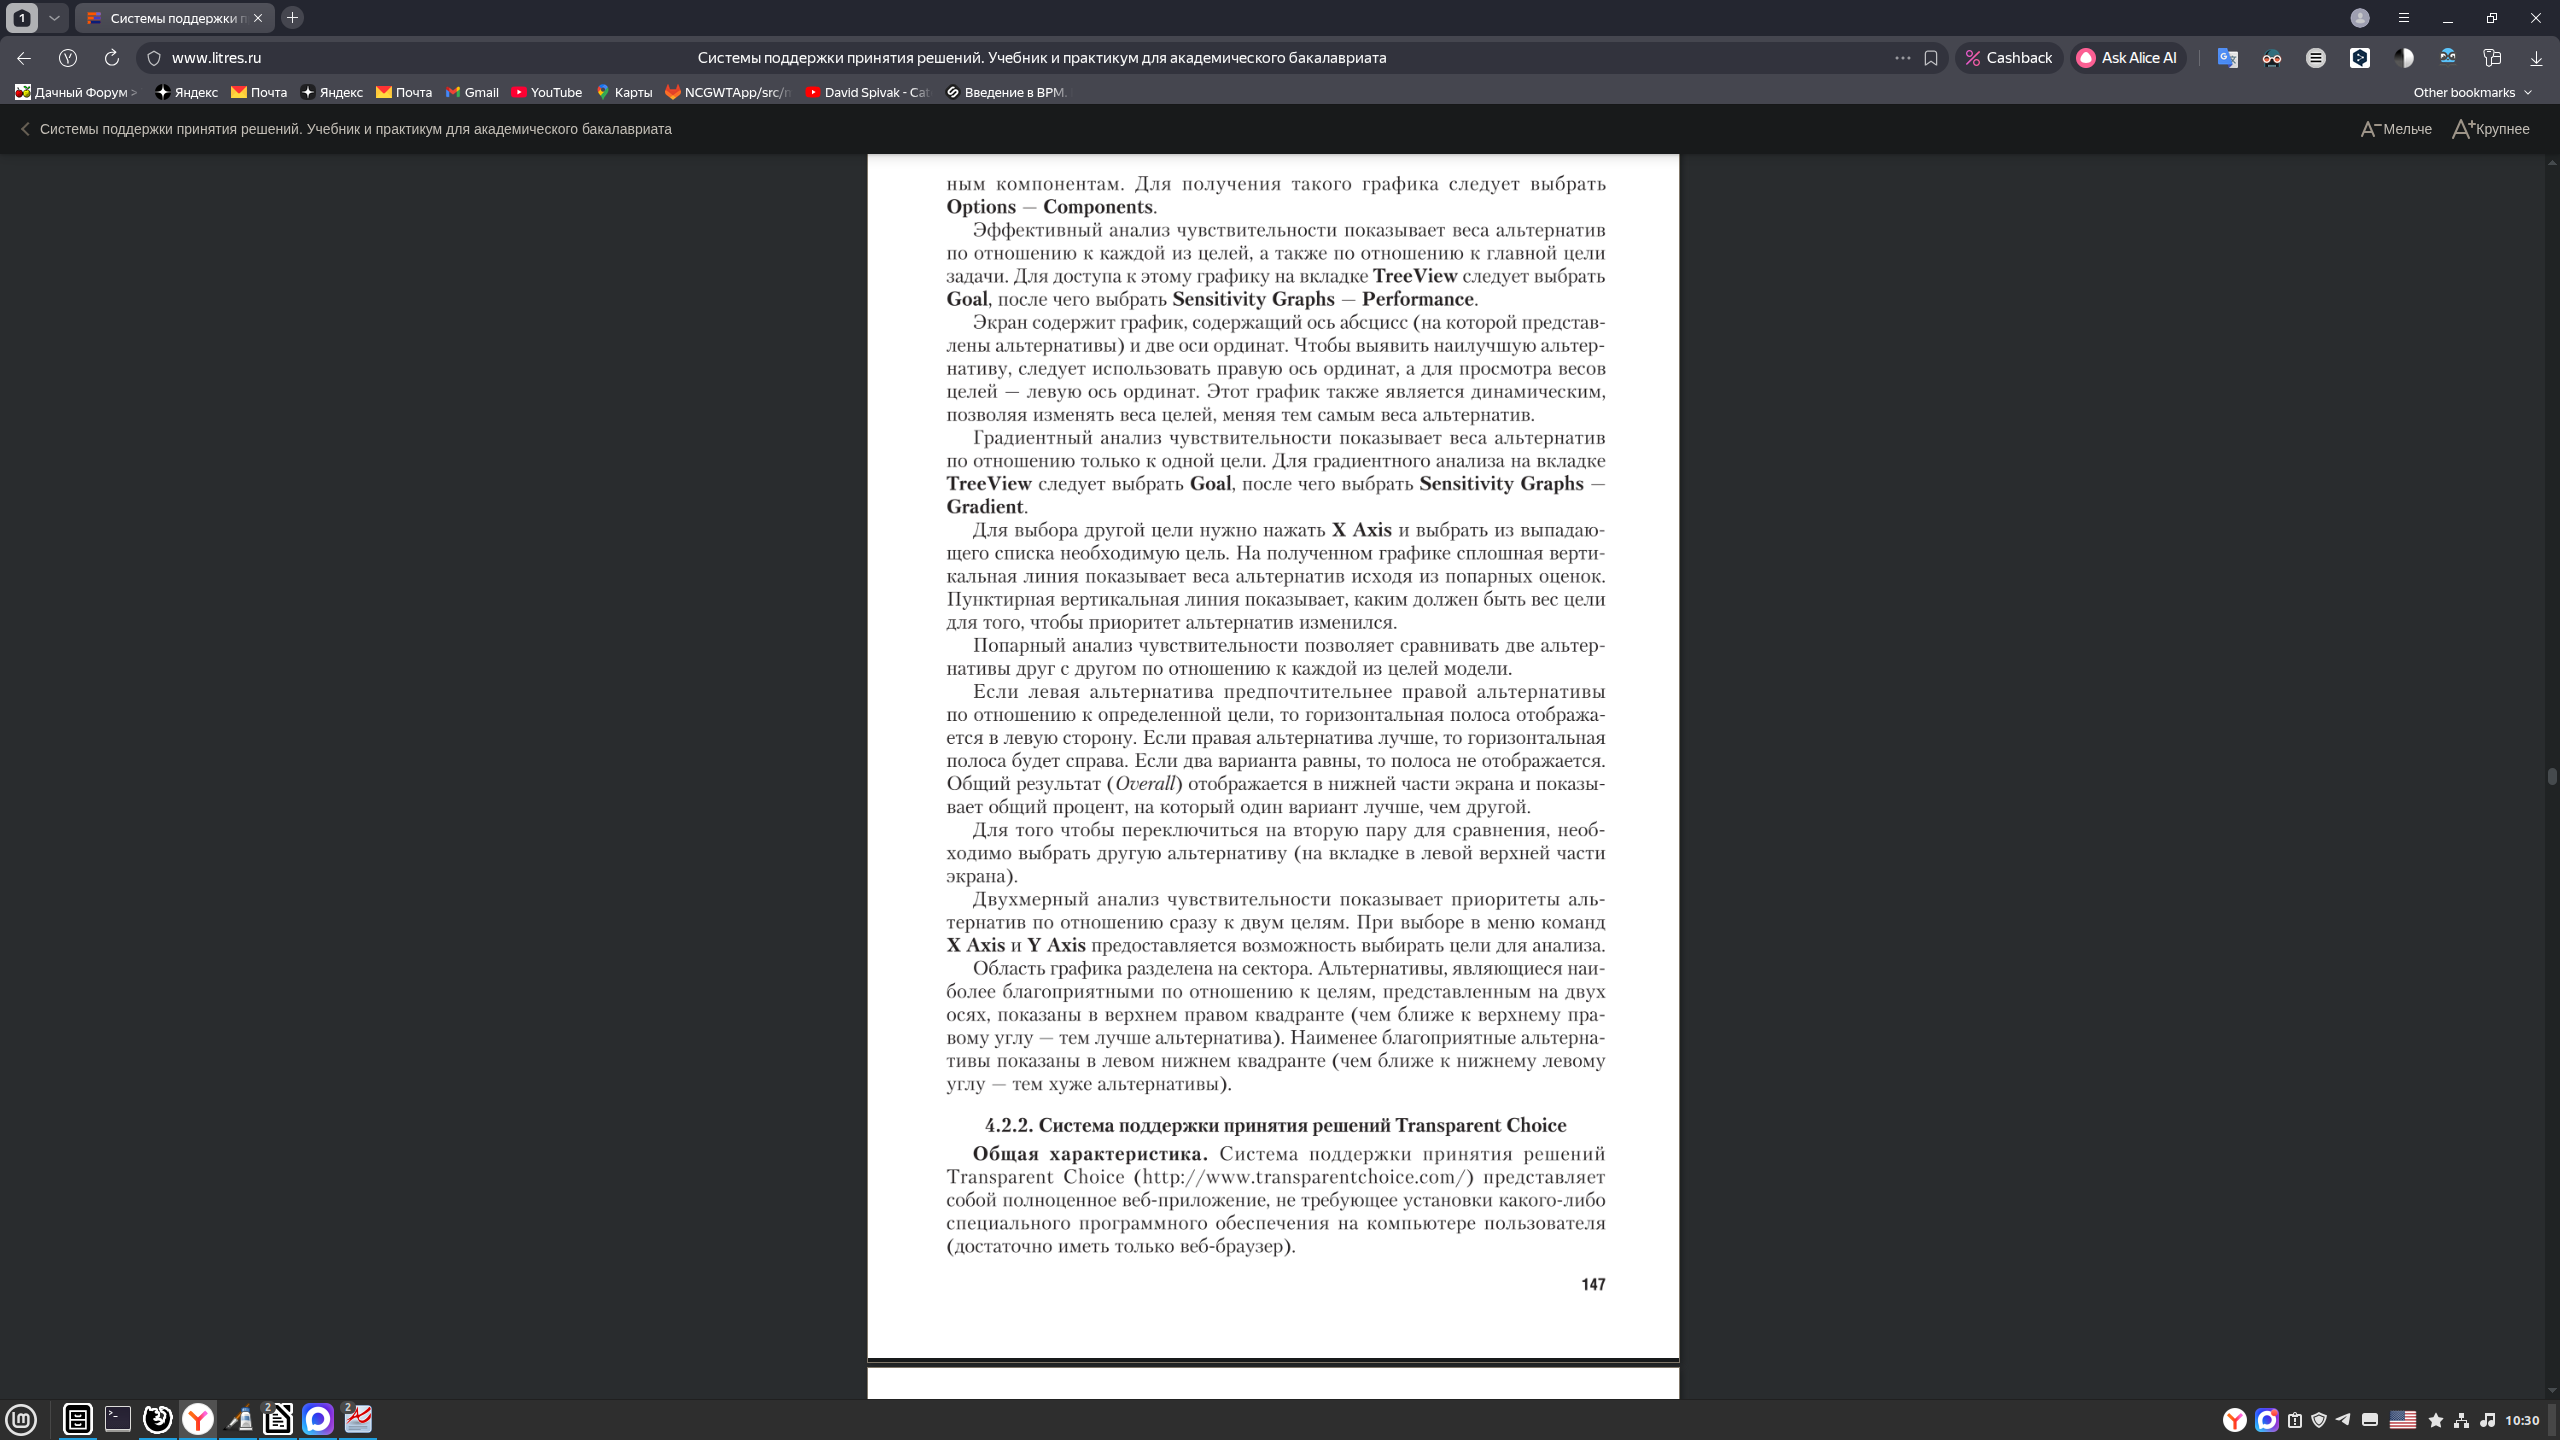 1
Системы поддержки п
www.litres.ru
Системы поддержки принятия решений. Учебник и практикум для академического бакалавриата
Cashback
Ask Alice AI
Дачный Форум >
Яндекс
Почта
Яндекс
Почта
Gmail
YouTube
Карты
NCGWTApp/src/
David Spivak - Cat
Введение в BPM.
Other bookmarks
Системы поддержки принятия решений. Учебник и практикум для академического бакалавриата
A− Мельче
A+ Крупнее
ным компонентам. Для получения такого графика следует выбрать
Options — Components.
Эффективный анализ чувствительности показывает веса альтернатив
по отношению к каждой из целей, а также по отношению к главной цели
задачи. Для доступа к этому графику на вкладке TreeView следует выбрать
Goal, после чего выбрать Sensitivity Graphs — Performance.
Экран содержит график, содержащий ось абсцисс (на которой представ-
лены альтернативы) и две оси ординат. Чтобы выявить наилучшую альтер-
нативу, следует использовать правую ось ординат, а для просмотра весов
целей — левую ось ординат. Этот график также является динамическим,
позволяя изменять веса целей, меняя тем самым веса альтернатив.
Градиентный анализ чувствительности показывает веса альтернатив
по отношению только к одной цели. Для градиентного анализа на вкладке
TreeView следует выбрать Goal, после чего выбрать Sensitivity Graphs —
Gradient.
Для выбора другой цели нужно нажать X Axis и выбрать из выпадаю-
щего списка необходимую цель. На полученном графике сплошная верти-
кальная линия показывает веса альтернатив исходя из попарных оценок.
Пунктирная вертикальная линия показывает, каким должен быть вес цели
для того, чтобы приоритет альтернатив изменился.
Попарный анализ чувствительности позволяет сравнивать две альтер-
нативы друг с другом по отношению к каждой из целей модели.
Если левая альтернатива предпочтительнее правой альтернативы
по отношению к определенной цели, то горизонтальная полоса отобража-
ется в левую сторону. Если правая альтернатива лучше, то горизонтальная
полоса будет справа. Если два варианта равны, то полоса не отображается.
Общий результат (Overall) отображается в нижней части экрана и показы-
вает общий процент, на который один вариант лучше, чем другой.
Для того чтобы переключиться на вторую пару для сравнения, необ-
ходимо выбрать другую альтернативу (на вкладке в левой верхней части
экрана).
Двухмерный анализ чувствительности показывает приоритеты аль-
тернатив по отношению сразу к двум целям. При выборе в меню команд
X Axis и Y Axis предоставляется возможность выбирать цели для анализа.
Область графика разделена на сектора. Альтернативы, являющиеся наи-
более благоприятными по отношению к целям, представленным на двух
осях, показаны в верхнем правом квадранте (чем ближе к верхнему пра-
вому углу — тем лучше альтернатива). Наименее благоприятные альтерна-
тивы показаны в левом нижнем квадранте (чем ближе к нижнему левому
углу — тем хуже альтернативы).
4.2.2. Система поддержки принятия решений Transparent Choice
Общая характеристика. Система поддержки принятия решений
Transparent Choice (http://www.transparentchoice.com/) представляет
собой полноценное веб-приложение, не требующее установки какого-либо
специального программного обеспечения на компьютере пользователя
(достаточно иметь только веб-браузер).
147
2
2
10:30